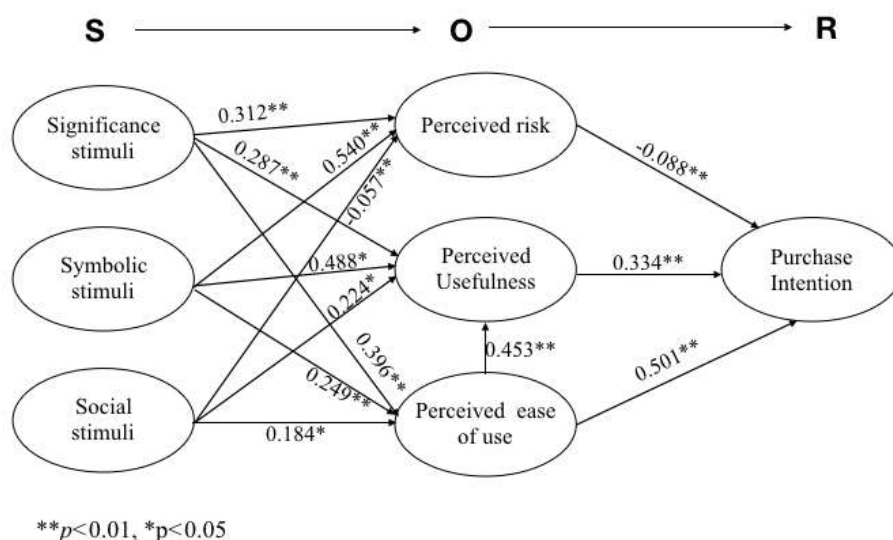 S O R
Significance
stimuli
0.312**
Perceived risk
0.287**
0.540**
-0.057**
-0.088**
Symbolic
stimuli
0.488*
0.224*
Perceived
Usefulness
0.334**
Purchase
Intention
0.396**
0.249**
0.453**
0.501**
Social
stimuli
0.184*
Perceived ease
of use
**p<0.01, *p<0.05